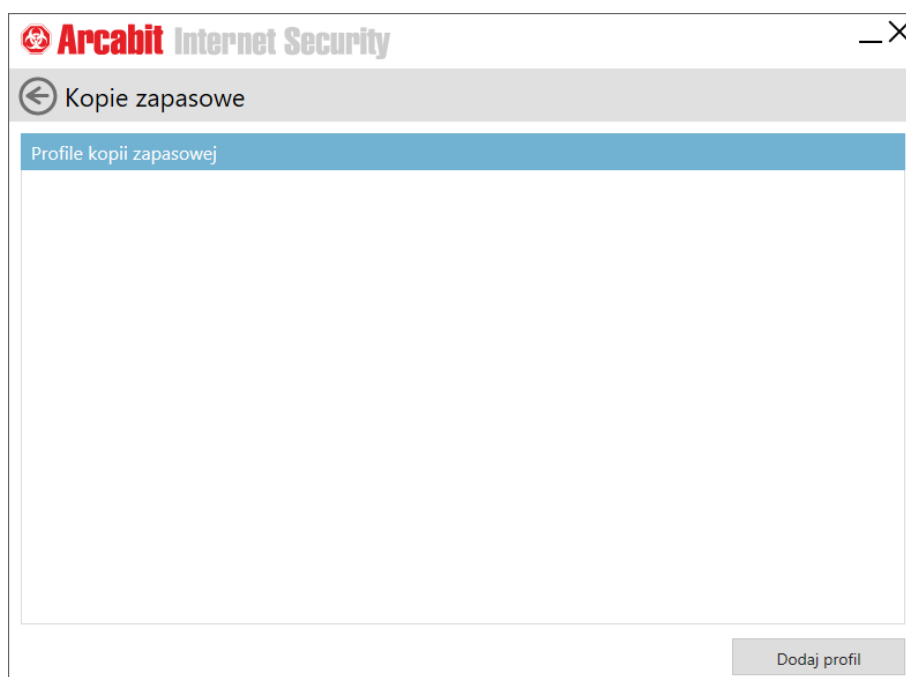 Arcabit Internet Security
Kopie zapasowe
Profile kopii zapasowej
Dodaj profil